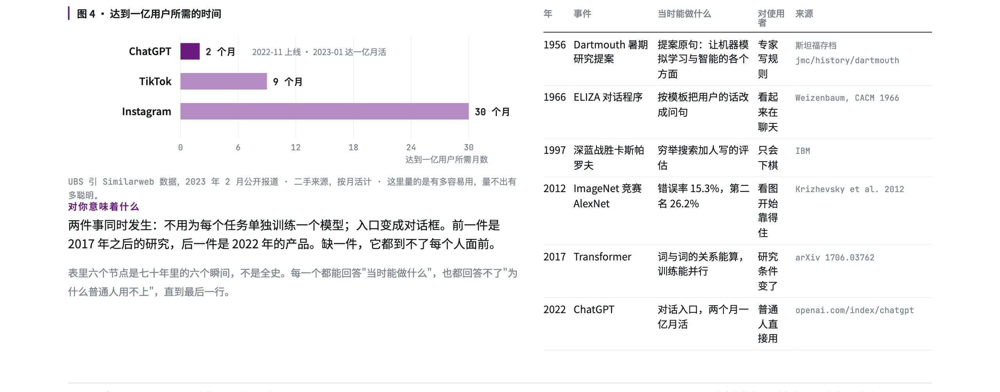 图 4 · 达到一亿用户所需的时间
ChatGPT 2 个月 2022-11 上线 · 2023-01 达一亿月活
TikTok 9 个月
Instagram 30 个月
0 6 12 18 24 30
达到一亿用户所需月数
UBS 引 Similarweb 数据，2023 年 2 月公开报道 · 二手来源，按月活计 · 这里量的是有多容易用，量不出有
多聪明。
对你意味着什么
两件事同时发生：不用为每个任务单独训练一个模型；入口变成对话框。前一件是
2017 年之后的研究，后一件是 2022 年的产品。缺一件，它都到不了每个人面前。
表里六个节点是七十年里的六个瞬间，不是全史。每一个都能回答"当时能做什么"，也都回答不了"为
什么普通人用不上"，直到最后一行。
年 事件 当时能做什么 对使用 来源
者
1956 Dartmouth 暑期 提案原句：让机器模 专家 斯坦福存档
研究提案 拟学习与智能的各个 写规 jmc/history/dartmouth
方面 则
1966 ELIZA 对话程序 按模板把用户的话改 看起 Weizenbaum, CACM 1966
成问句 来在
聊天
1997 深蓝战胜卡斯帕 穷举搜索加人写的评 只会 IBM
罗夫 估 下棋
2012 ImageNet 竞赛 错误率 15.3%，第二 看图 Krizhevsky et al. 2012
AlexNet 名 26.2% 开始
靠得
住
2017 Transformer 词与词的关系能算， 研究 arXiv 1706.03762
训练能并行 条件
变了
2022 ChatGPT 对话入口，两个月一 普通 openai.com/index/chatgpt
亿月活 人直
接用